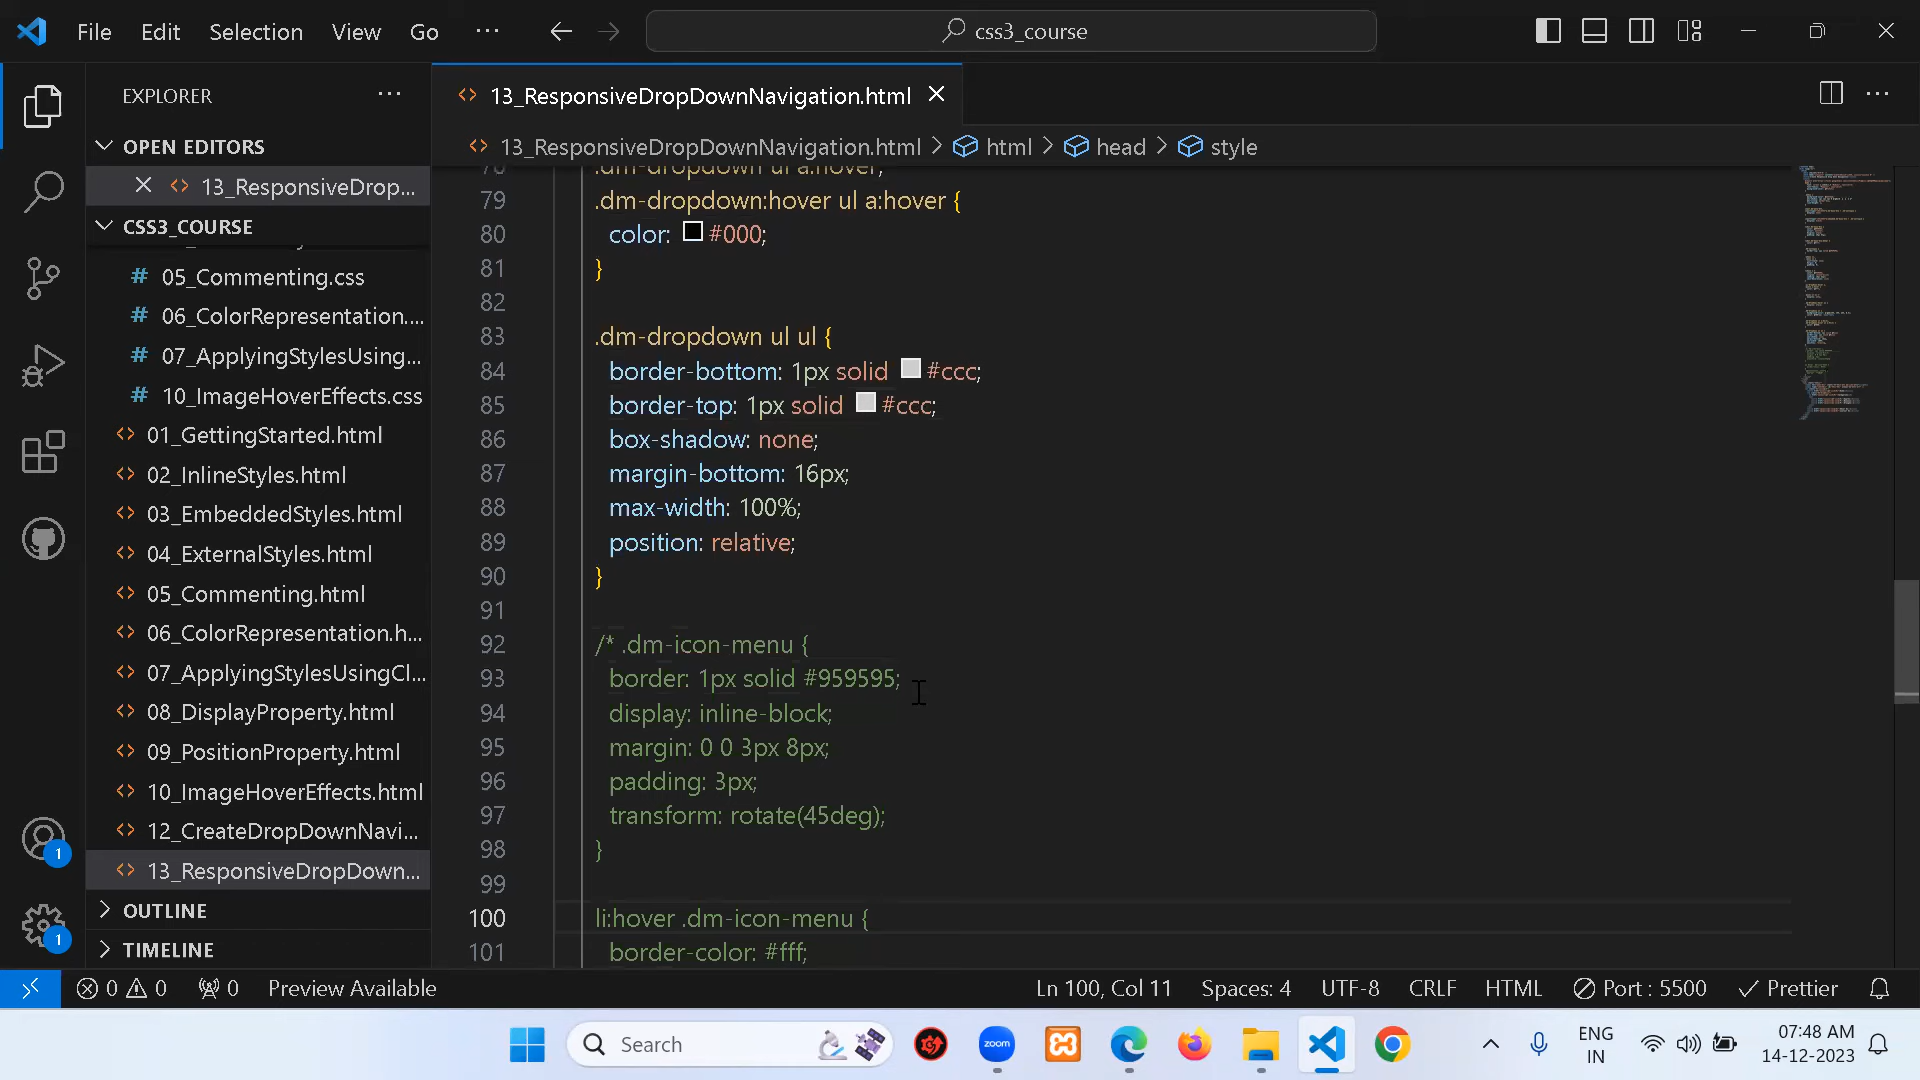 File Edit Selection View Go ··· css3_course
EXPLORER ···
OPEN EDITORS
13_ResponsiveDrop...
CSS3_COURSE
05_Commenting.css
06_ColorRepresentation....
07_ApplyingStylesUsing...
10_ImageHoverEffects.css
01_GettingStarted.html
02_InlineStyles.html
03_EmbeddedStyles.html
04_ExternalStyles.html
05_Commenting.html
06_ColorRepresentation.h...
07_ApplyingStylesUsingCl...
08_DisplayProperty.html
09_PositionProperty.html
10_ImageHoverEffects.html
12_CreateDropDownNavi...
13_ResponsiveDropDown...
OUTLINE
TIMELINE
1
1
13_ResponsiveDropDownNavigation.html
13_ResponsiveDropDownNavigation.html > html > head > style
78 .dm-dropdown ul a:hover,
79 .dm-dropdown:hover ul a:hover {
80 color: #000;
81 }
82
83 .dm-dropdown ul ul {
84 border-bottom: 1px solid #ccc;
85 border-top: 1px solid #ccc;
86 box-shadow: none;
87 margin-bottom: 16px;
88 max-width: 100%;
89 position: relative;
90 }
91
92 /* .dm-icon-menu {
93 border: 1px solid #959595;
94 display: inline-block;
95 margin: 0 0 3px 8px;
96 padding: 3px;
97 transform: rotate(45deg);
98 }
99
100 li:hover .dm-icon-menu {
101 border-color: #fff;
0 0 0 Preview Available Ln 100, Col 11 Spaces: 4 UTF-8 CRLF HTML Port : 5500 Prettier
Search zoom ENG
IN
07:48 AM
14-12-2023